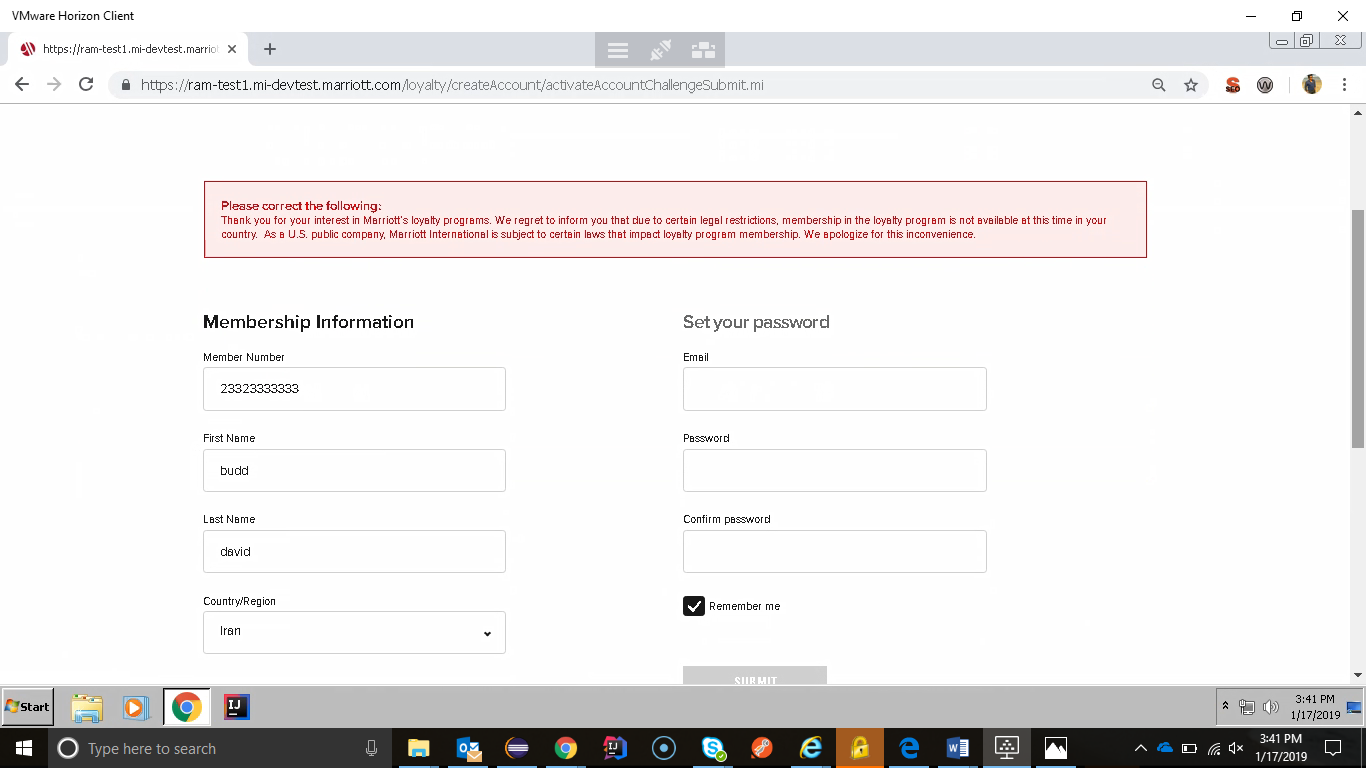 VMware Horizon Client
https://ram-test1.mi-devtest.marrio
https://ram-test1.mi-devtest.marriott.com/loyalty/createAccount/activateAccountChallengeSubmit.mi
Please correct the following:
Thank you for your interest in Marriott's loyalty programs. We regret to inform you that due to certain legal restrictions, membership in the loyalty program is not available at this time in your
country. As a U.S. public company, Marriott International is subject to certain laws that impact loyalty program membership. We apologize for this inconvenience.
Membership Information
Member Number
23323333333
First Name
budd
Last Name
david
Country/Region
Iran
Set your password
Email
Password
Confirm password
Remember me
SUBMIT
Start
3:41 PM
1/17/2019
Type here to search
3:41 PM
1/17/2019